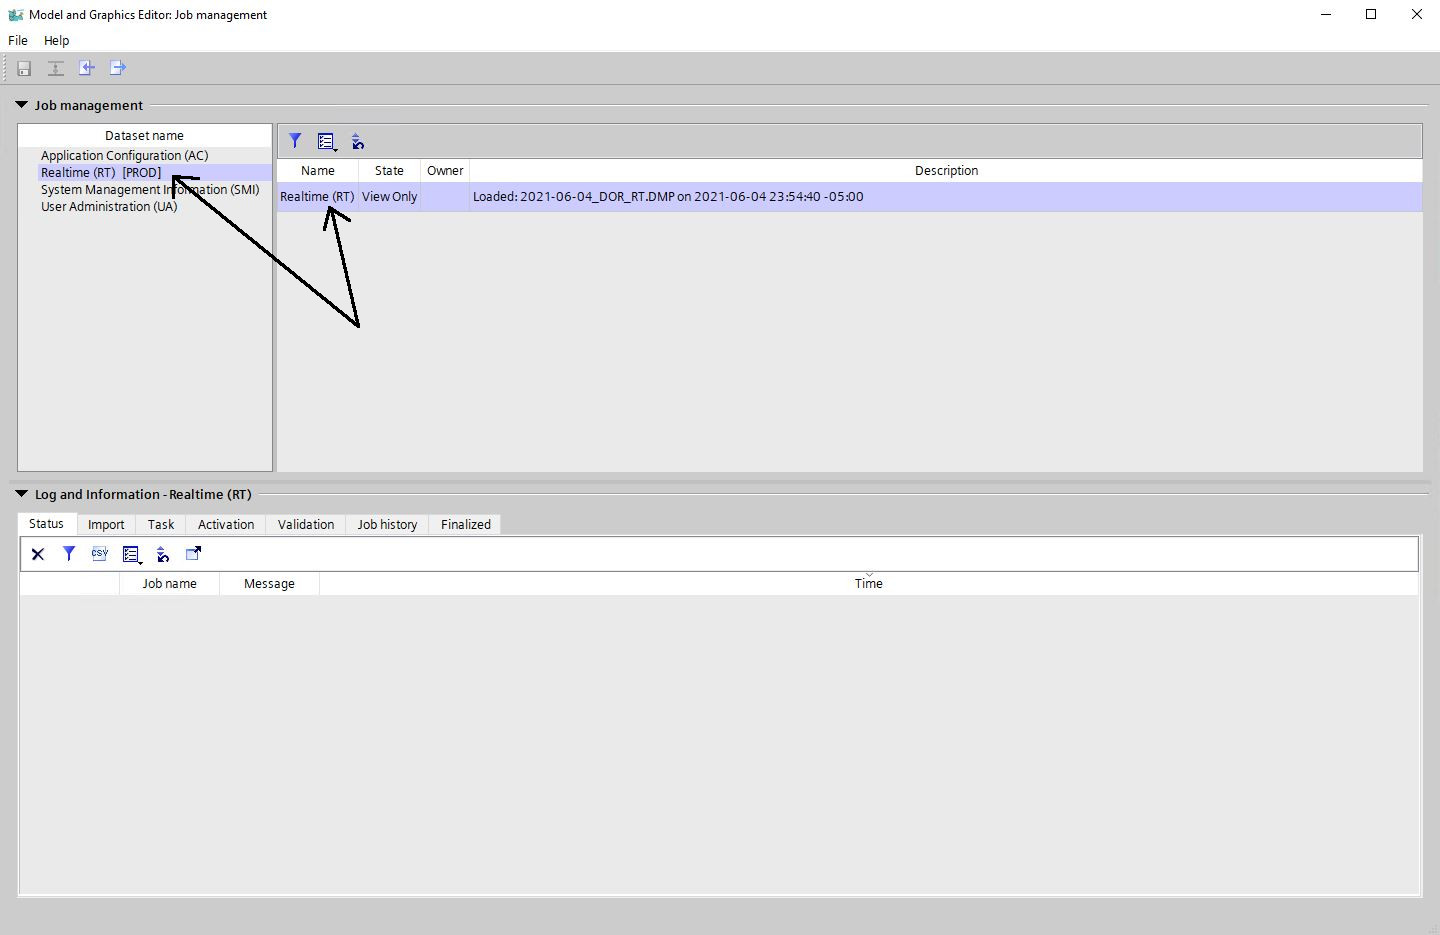 Model and Graphics Editor: Job management
File Help
Job management
Dataset name
Application Configuration (AC)
Realtime (RT) [PROD]
System Management Information (SMI)
User Administration (UA)
Name State Owner Description
Realtime (RT) View Only Loaded: 2021-06-04_DOR_RT.DMP on 2021-06-04 23:54:40 -05:00
Log and Information - Realtime (RT)
Status Import Task Activation Validation Job history Finalized
CSV
Job name Message Time